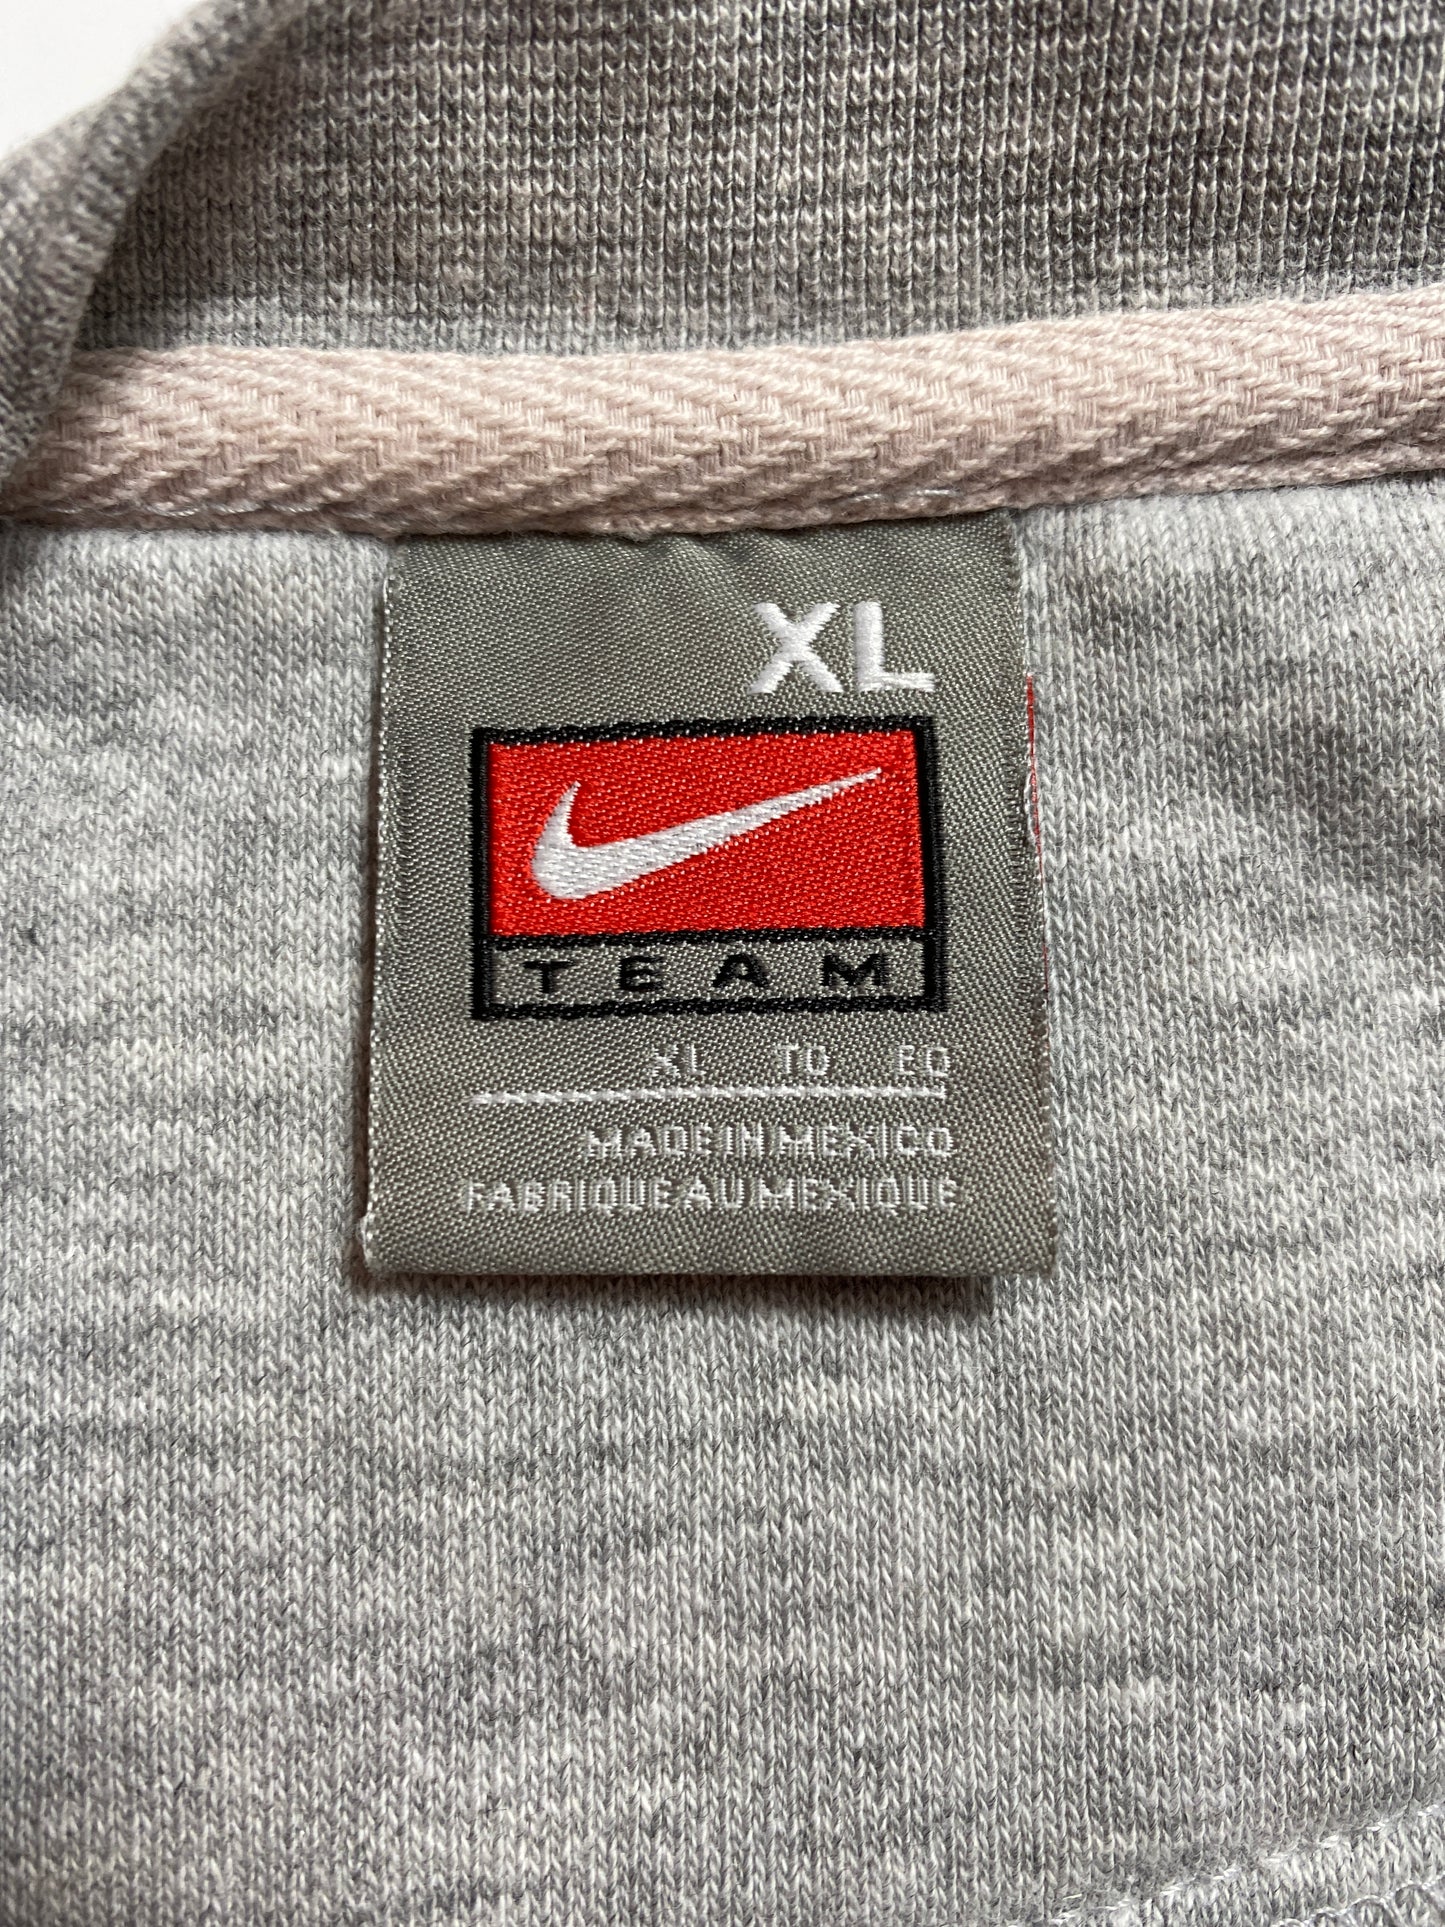 XL
TEAM
XL TG EG
MADE IN MEXICO
FABRIQUE AU MEXIQUE